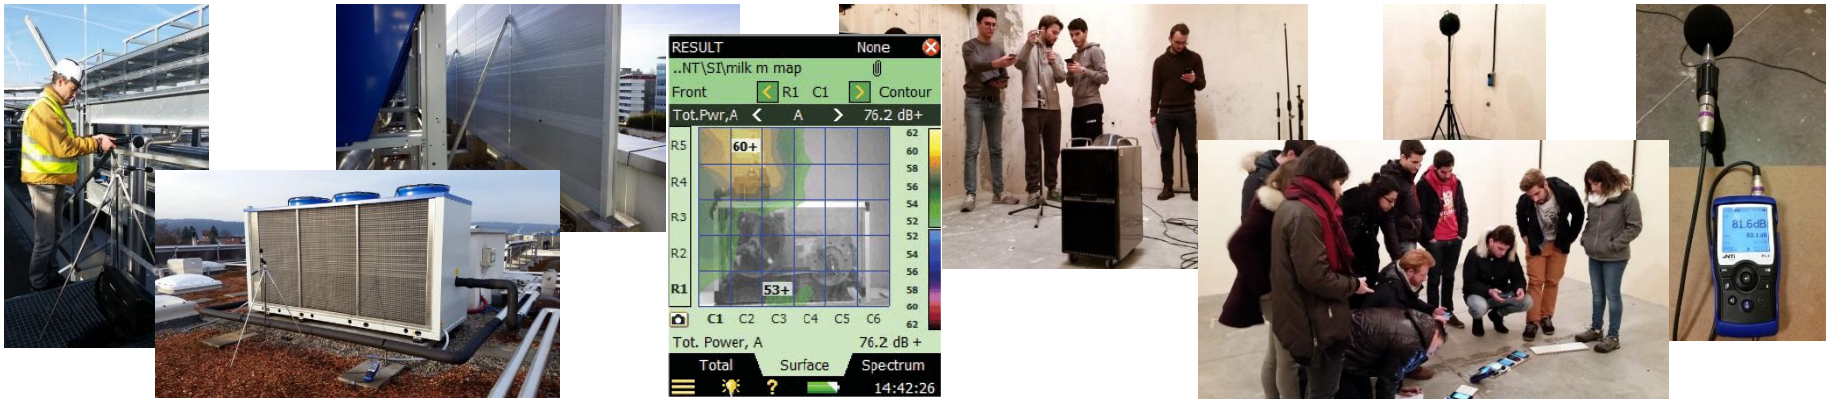 RESULT None
..NT\SI\milk m map
Front R1 C1 Contour
Tot.Pwr,A A 76.2 dB+
62
R5 60+ 60
58
R4 56
54
R3 52
52
R2 54
56
R1 53+ 58
60
C1 C2 C3 C4 C5 C6 62
Tot. Power, A 76.2 dB +
Total Surface Spectrum
? 14:42:26
81.6dB
NTi